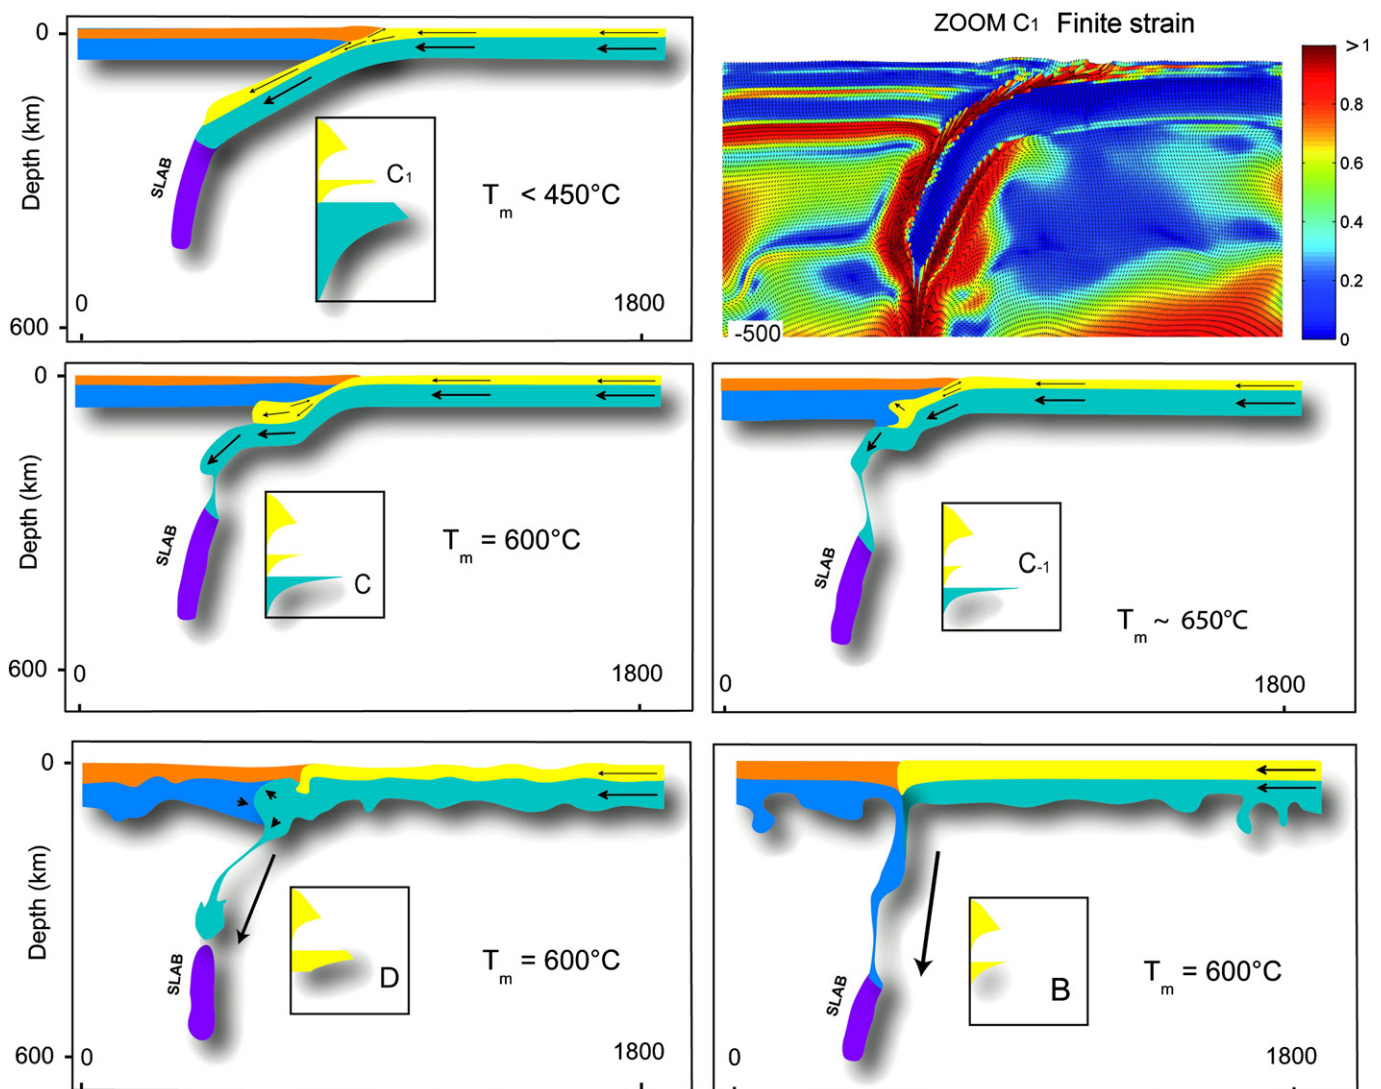 ZOOM C1 Finite strain
0
Depth (km)
SLAB
C1
Tm < 450°C
0
1800
600
-500
>1
0.8
0.6
0.4
0.2
0
0
Depth (km)
SLAB
C
Tm = 600°C
600
0
1800
SLAB
C-1
Tm ~ 650°C
0
1800
0
Depth (km)
SLAB
D
Tm = 600°C
600
0
1800
SLAB
B
Tm = 600°C
0
1800